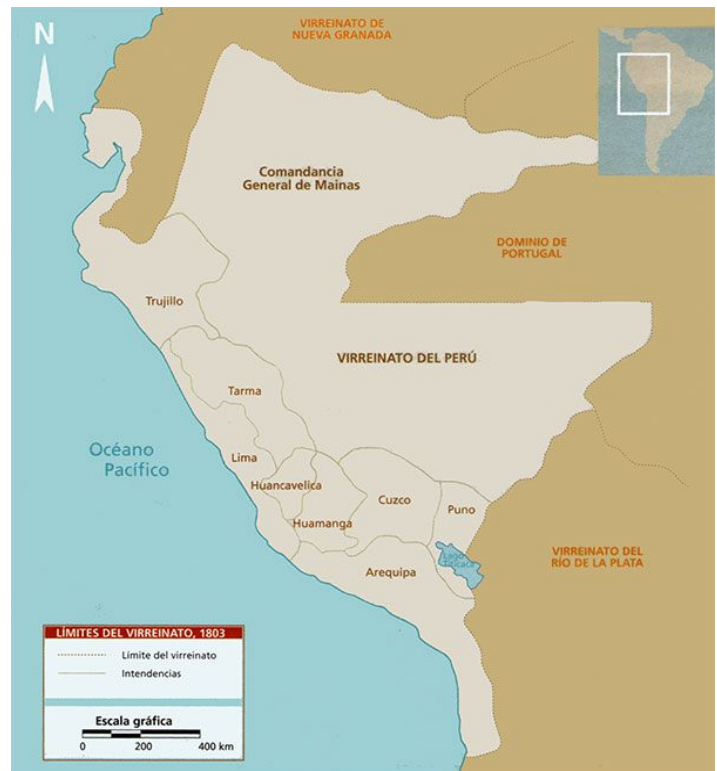 VIRREINATO DE
NUEVA GRANADA
N
Comandancia
General de Mainas
DOMINIO DE
PORTUGAL
Trujillo
VIRREINATO DEL PERÚ
Tarma
Océano
Pacífico
Lima
Huancavelica
Cuzco
Puno
Huamanga
Lago
Titicaca
VIRREINATO DEL
RÍO DE LA PLATA
Arequipa
LÍMITES DEL VIRREINATO, 1803
Límite del virreinato
Intendencias
Escala gráfica
0 200 400 km